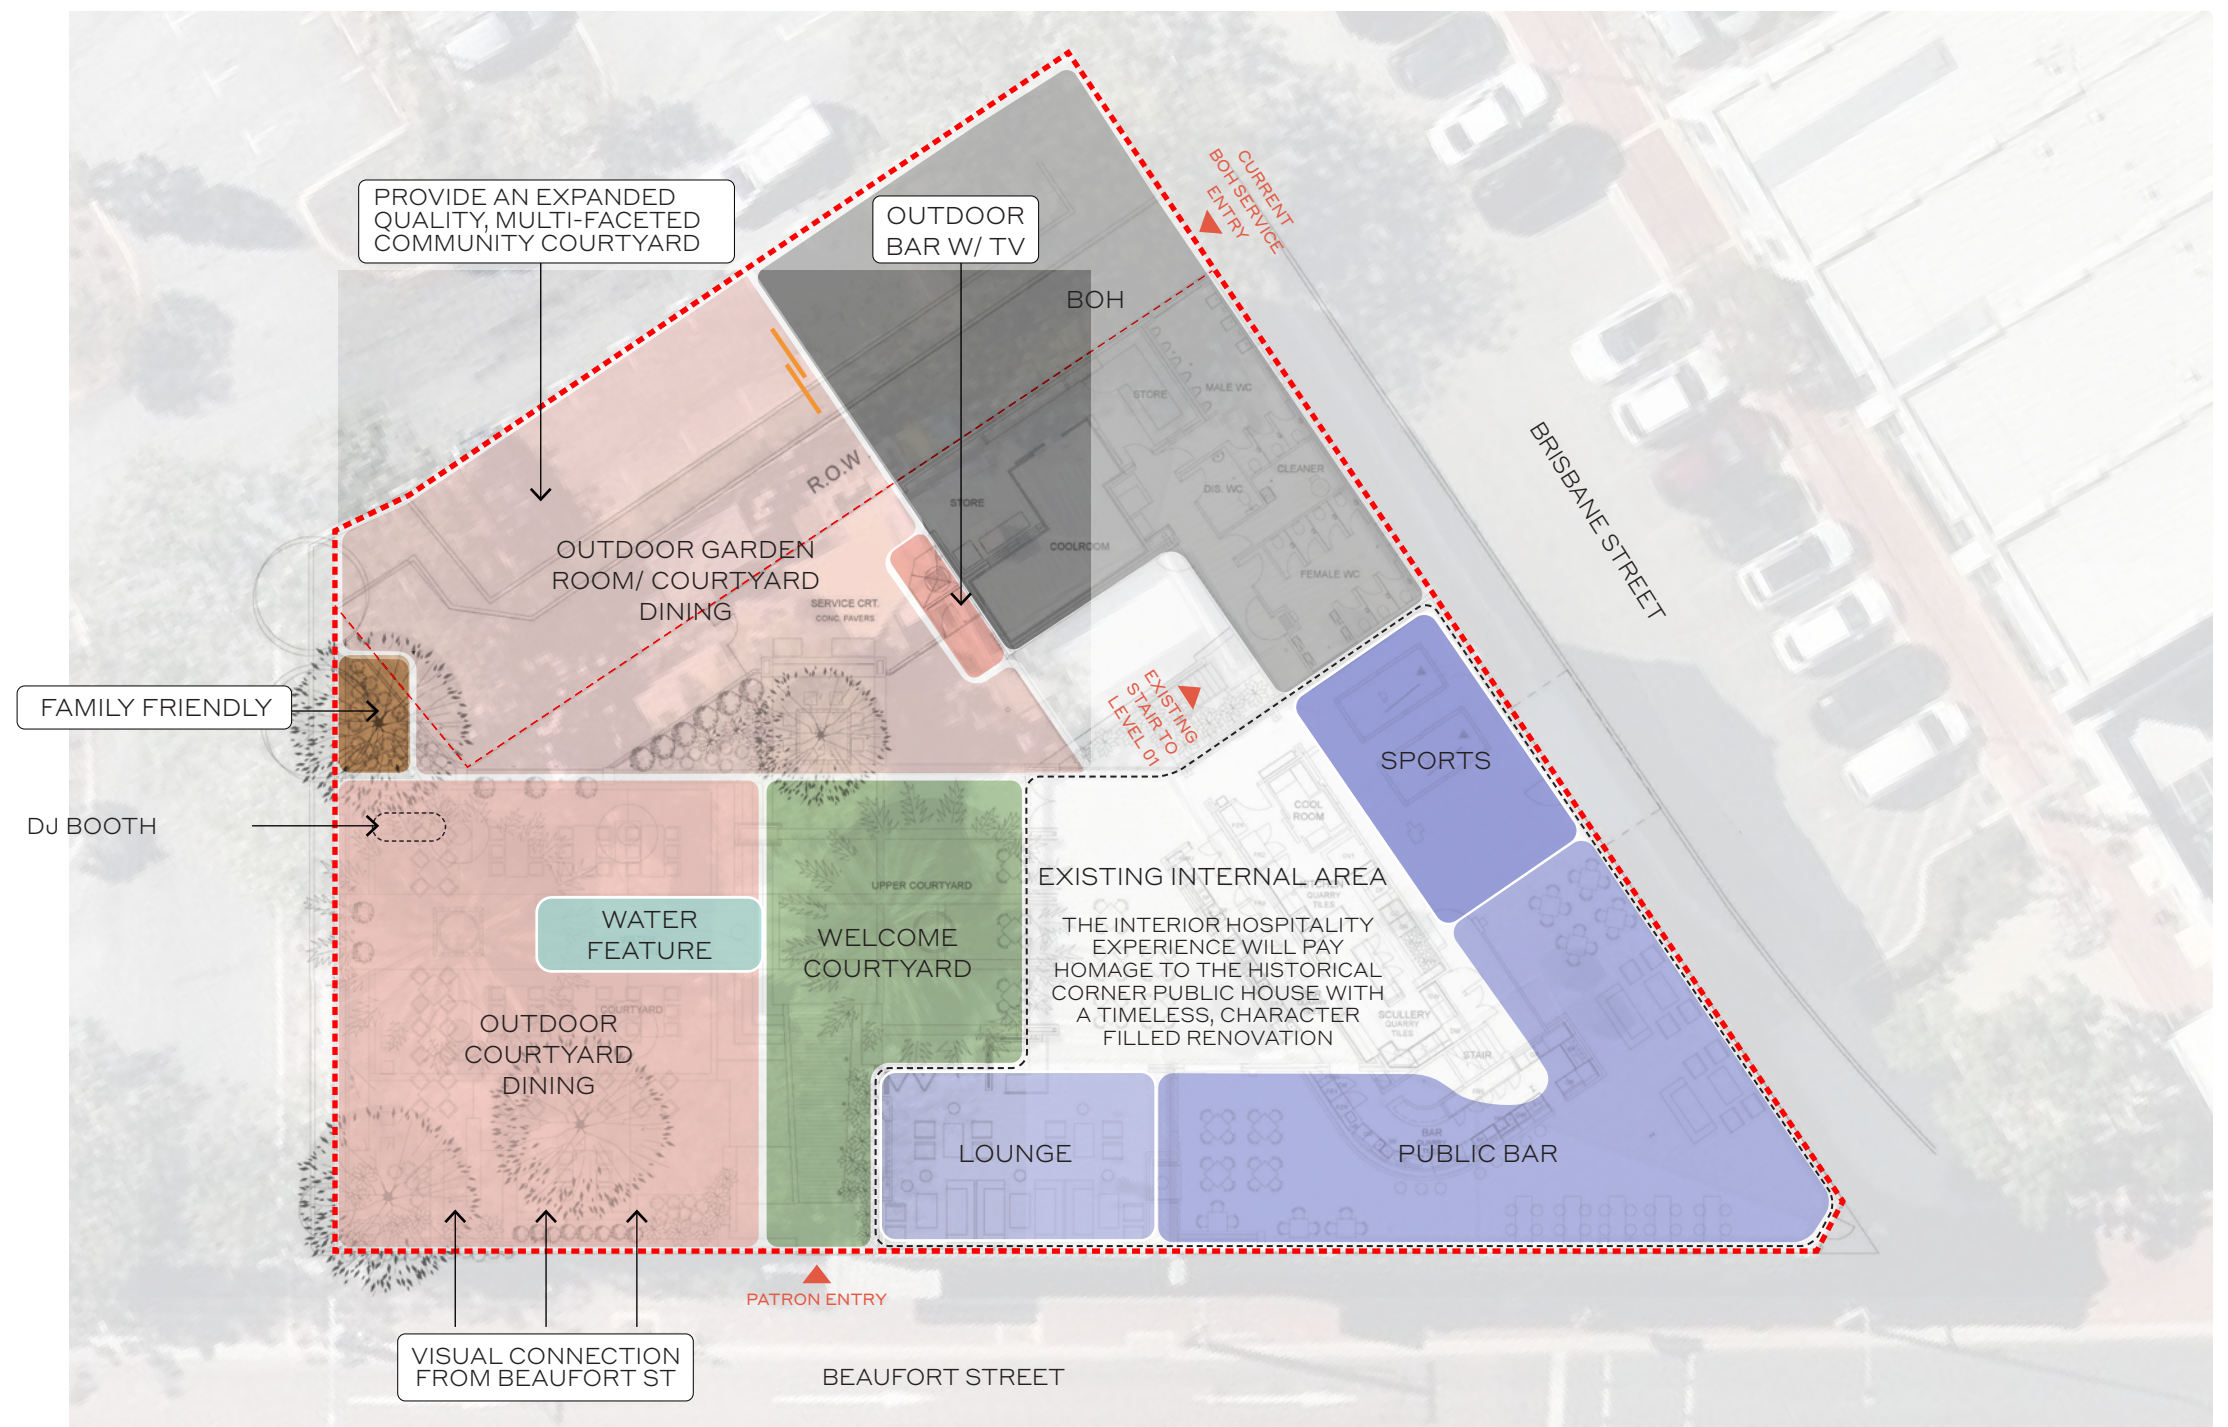 PROVIDE AN EXPANDED
QUALITY, MULTI-FACETED
COMMUNITY COURTYARD
OUTDOOR
BAR W/ TV
CURRENT
BOH SERVICE
ENTRY
BOH
STORE
MALE WC
BRISBANE STREET
R.O.W
CLEANER
DIS. WC
STORE
COOLROOM
FEMALE WC
OUTDOOR GARDEN
ROOM/ COURTYARD
DINING
SERVICE CRT.
CONC. PAVERS
FAMILY FRIENDLY
EXISTING
STAIR TO
LEVEL 01
SPORTS
DJ BOOTH
COOL
ROOM
UPPER COURTYARD
EXISTING INTERNAL AREA
QUARRY
TILES
WATER
FEATURE
WELCOME
COURTYARD
THE INTERIOR HOSPITALITY
EXPERIENCE WILL PAY
HOMAGE TO THE HISTORICAL
CORNER PUBLIC HOUSE WITH
A TIMELESS, CHARACTER
FILLED RENOVATION
COURTYARD
SCULLERY
QUARRY
TILES
STAIR
OUTDOOR
COURTYARD
DINING
LOUNGE
BAR
PUBLIC BAR
PATRON ENTRY
VISUAL CONNECTION
FROM BEAUFORT ST
BEAUFORT STREET